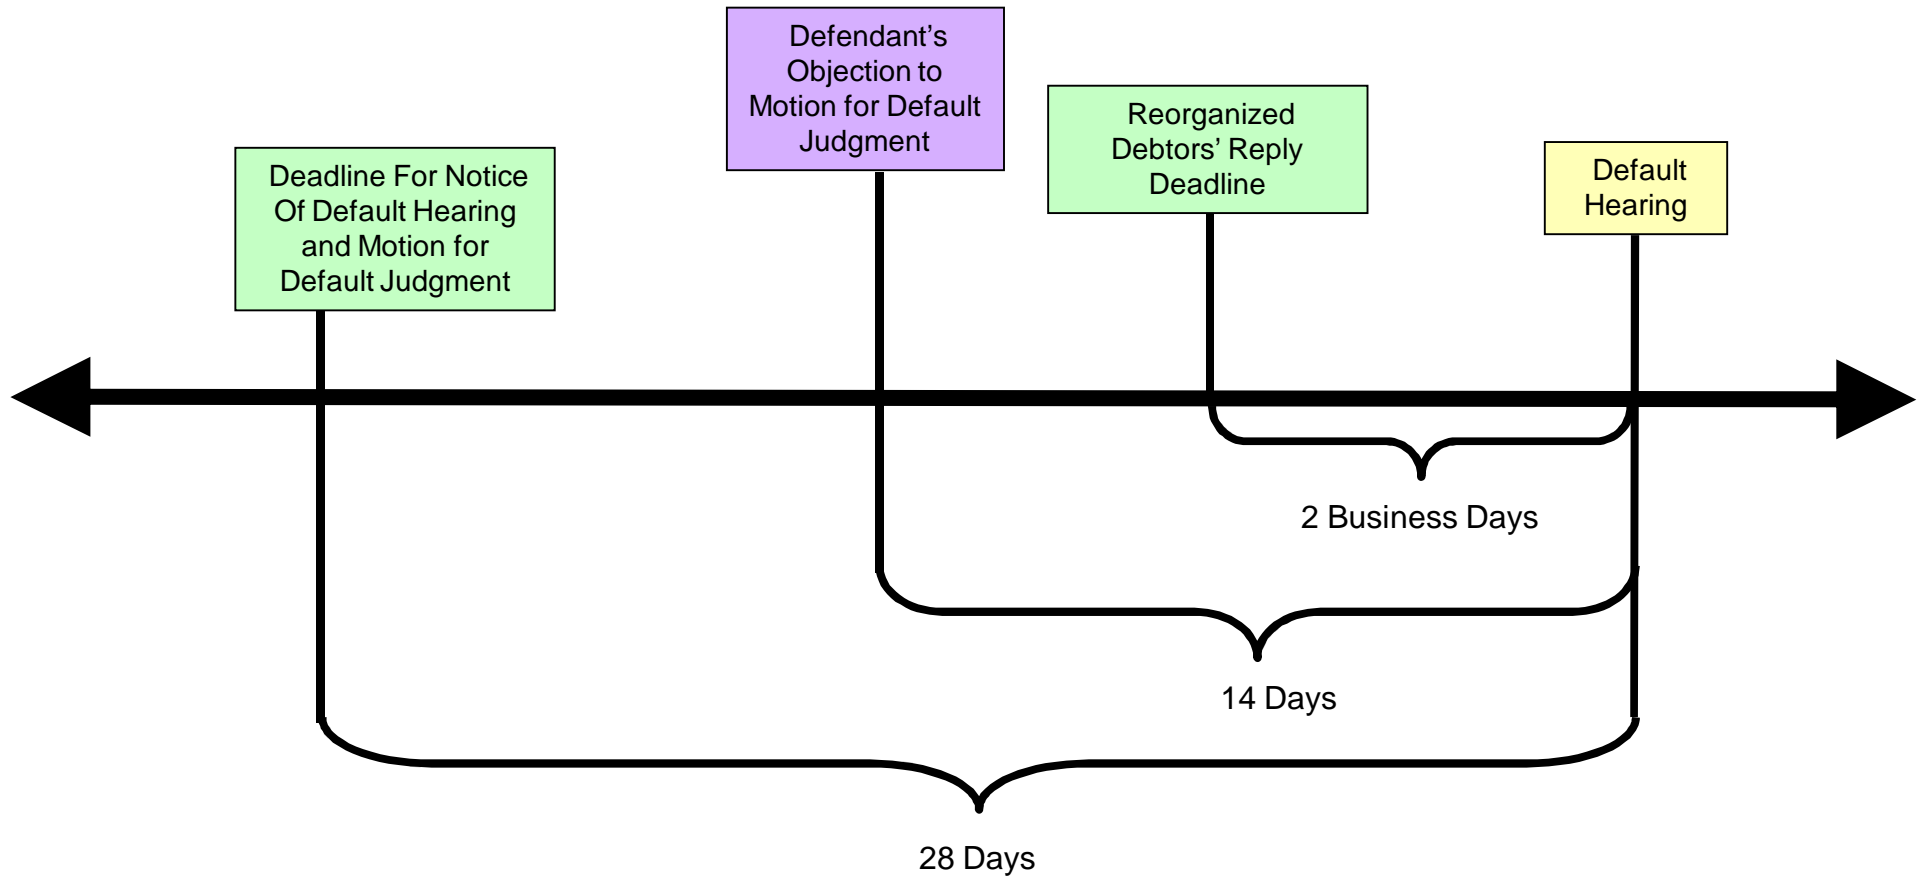 Defendant’s
Objection to
Motion for Default
Judgment
Reorganized
Debtors’ Reply
Deadline
Default
Hearing
Deadline For Notice
Of Default Hearing
and Motion for
Default Judgment
2 Business Days
14 Days
28 Days